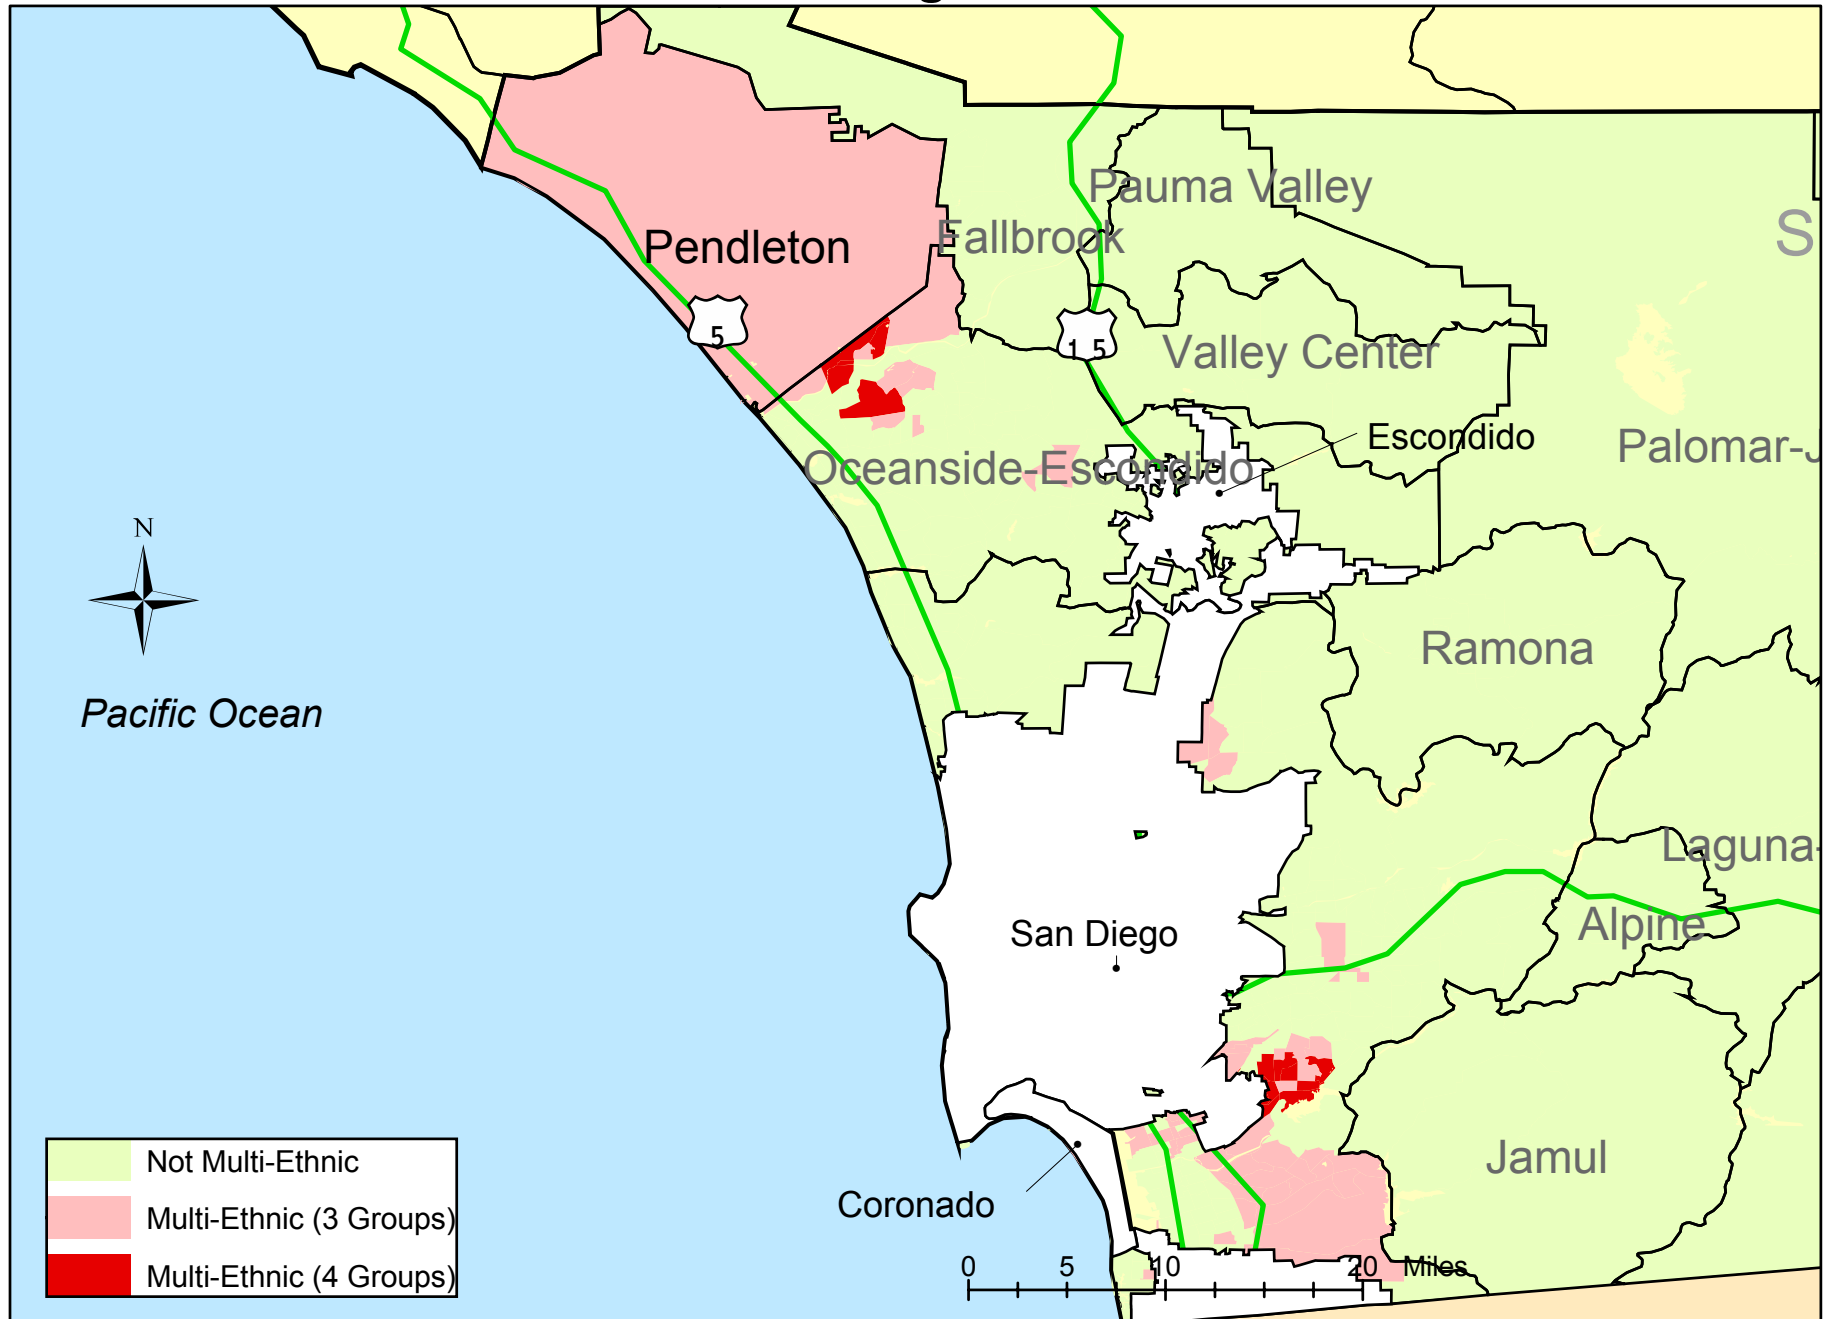 g
Pauma Valley
S
Fallbrook
Pendleton
5
15
Valley Center
Escondido
Palomar-J
Oceanside-Escondido
N
Ramona
Pacific Ocean
Laguna-
San Diego
Alpine
Jamul
Coronado
Not Multi-Ethnic
Multi-Ethnic (3 Groups)
Multi-Ethnic (4 Groups)
0 5 10 20 Miles